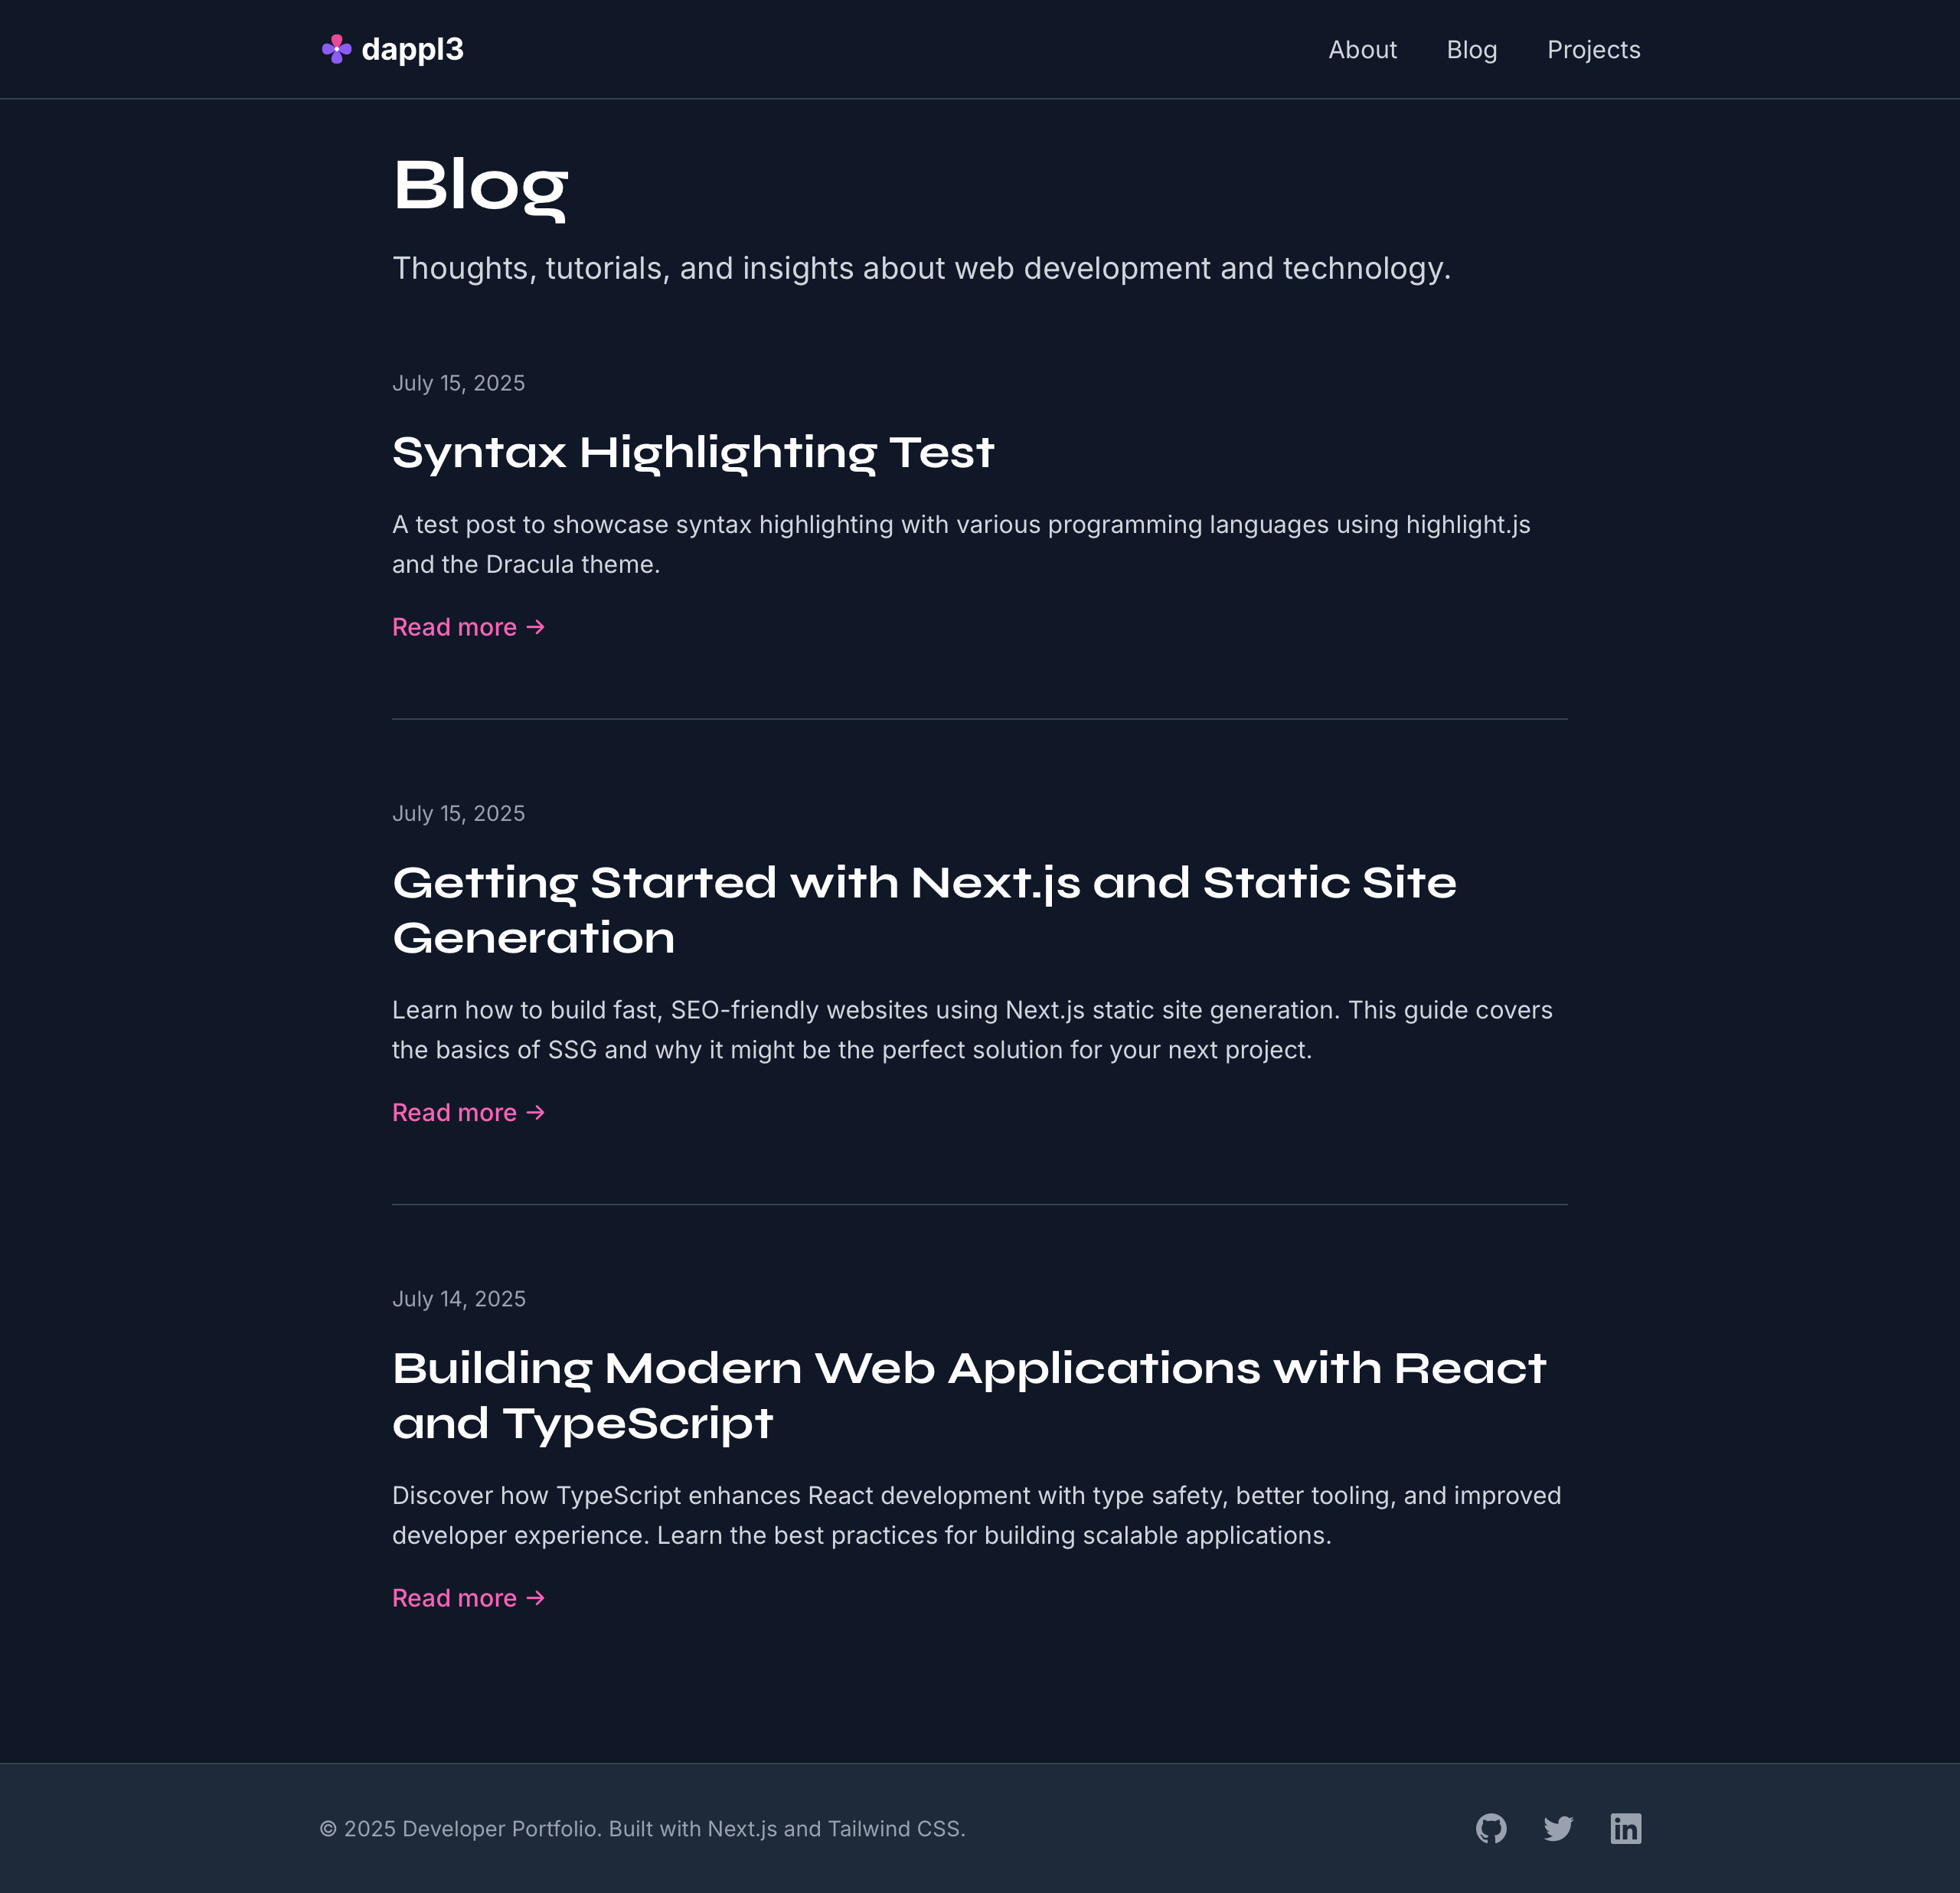 dappl3
About
Blog
Projects
Blog
Thoughts, tutorials, and insights about web development and technology.
July 15, 2025
Syntax Highlighting Test
A test post to showcase syntax highlighting with various programming languages using highlight.js
and the Dracula theme.
Read more →
July 15, 2025
Getting Started with Next.js and Static Site
Generation
Learn how to build fast, SEO-friendly websites using Next.js static site generation. This guide covers
the basics of SSG and why it might be the perfect solution for your next project.
Read more →
July 14, 2025
Building Modern Web Applications with React
and TypeScript
Discover how TypeScript enhances React development with type safety, better tooling, and improved
developer experience. Learn the best practices for building scalable applications.
Read more →
© 2025 Developer Portfolio. Built with Next.js and Tailwind CSS.
in